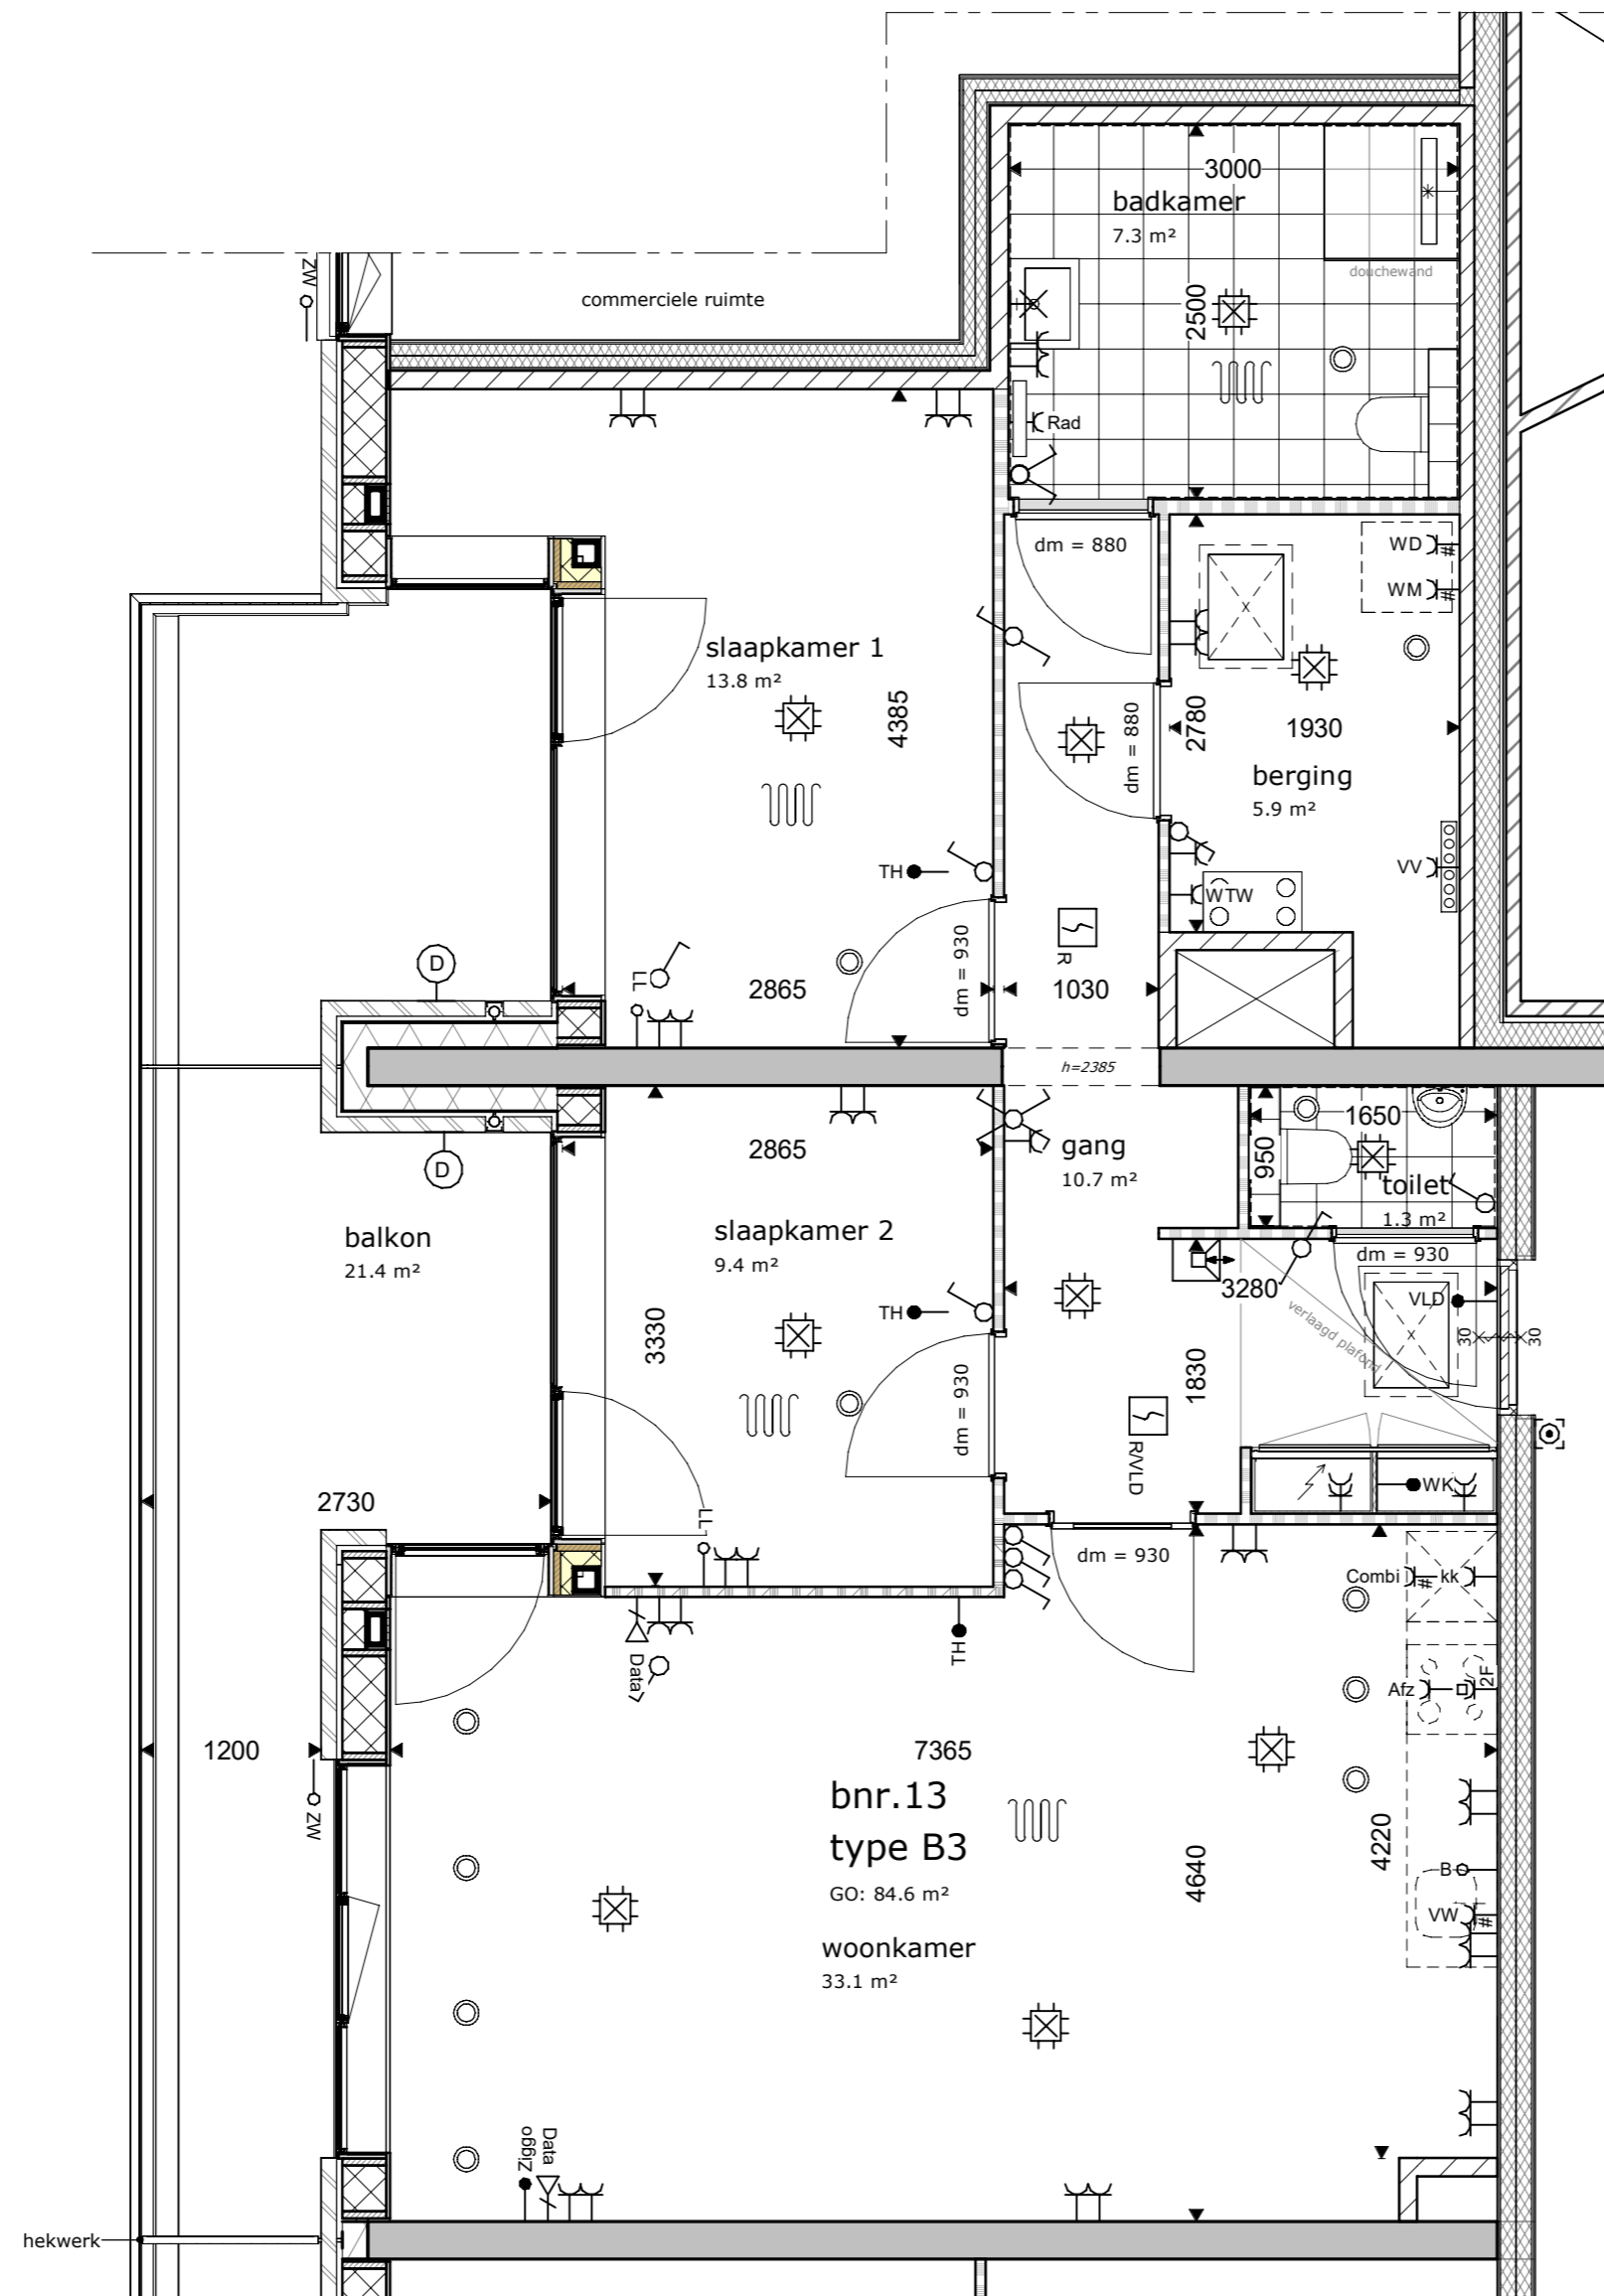 3000
badkamer
7.3 m²
douchewand
2500
ZW
commerciele ruimte
Rad
dm = 880
WD
WM
slaapkamer 1
13.8 m²
4385
dm = 880
2780
1930
berging
5.9 m²
TH
VV
WTW
R
D
LL
2865
dm = 930
1030
h=2385
D
2865
gang
10.7 m²
1650
950
toilet
1.3 m²
balkon
21.4 m²
slaapkamer 2
9.4 m²
dm = 930
3280
VLD
verlaagd plafond
30
30
TH
3330
1830
dm = 930
R/VLD
WK
2730
LL
dm = 930
Combi
#
kk
TH
Data
Afz
2F
1200
7365
ZW
bnr.13
type B3
GO: 84.6 m²
4640
4220
B
VW
#
woonkamer
33.1 m²
Ziggo
Data
hekwerk